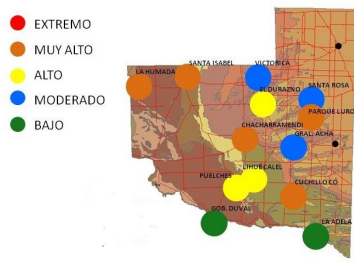 EXTREMO
MUY ALTO
ALTO
MODERADO
BAJO
LA HUMADA
SANTA ISABEL
VICTORICA
EL DURAZNO
SANTA ROSA
PARQUE LURO
CHACHARRAMENDI
GRAL. ACHA
LIHUÉ CALEL
PUELCHES
CUCHILLO CÓ
GOB. DUVAL
LA ADELA